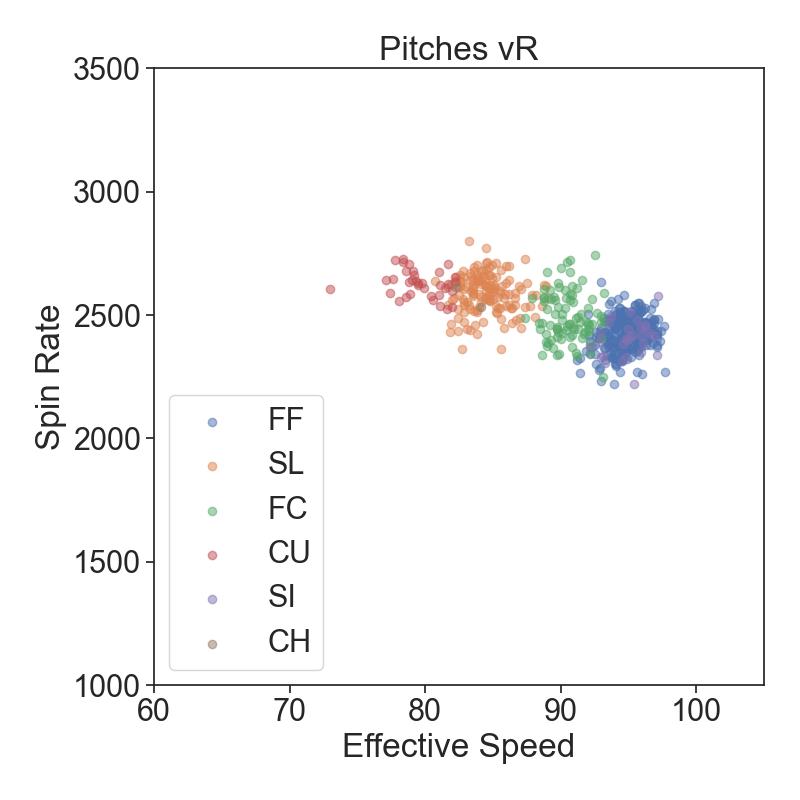 Pitches vR
3500
3000
2500
2000
1500
1000
Spin Rate
FF
SL
FC
CU
SI
CH
60 70 80 90 100
Effective Speed